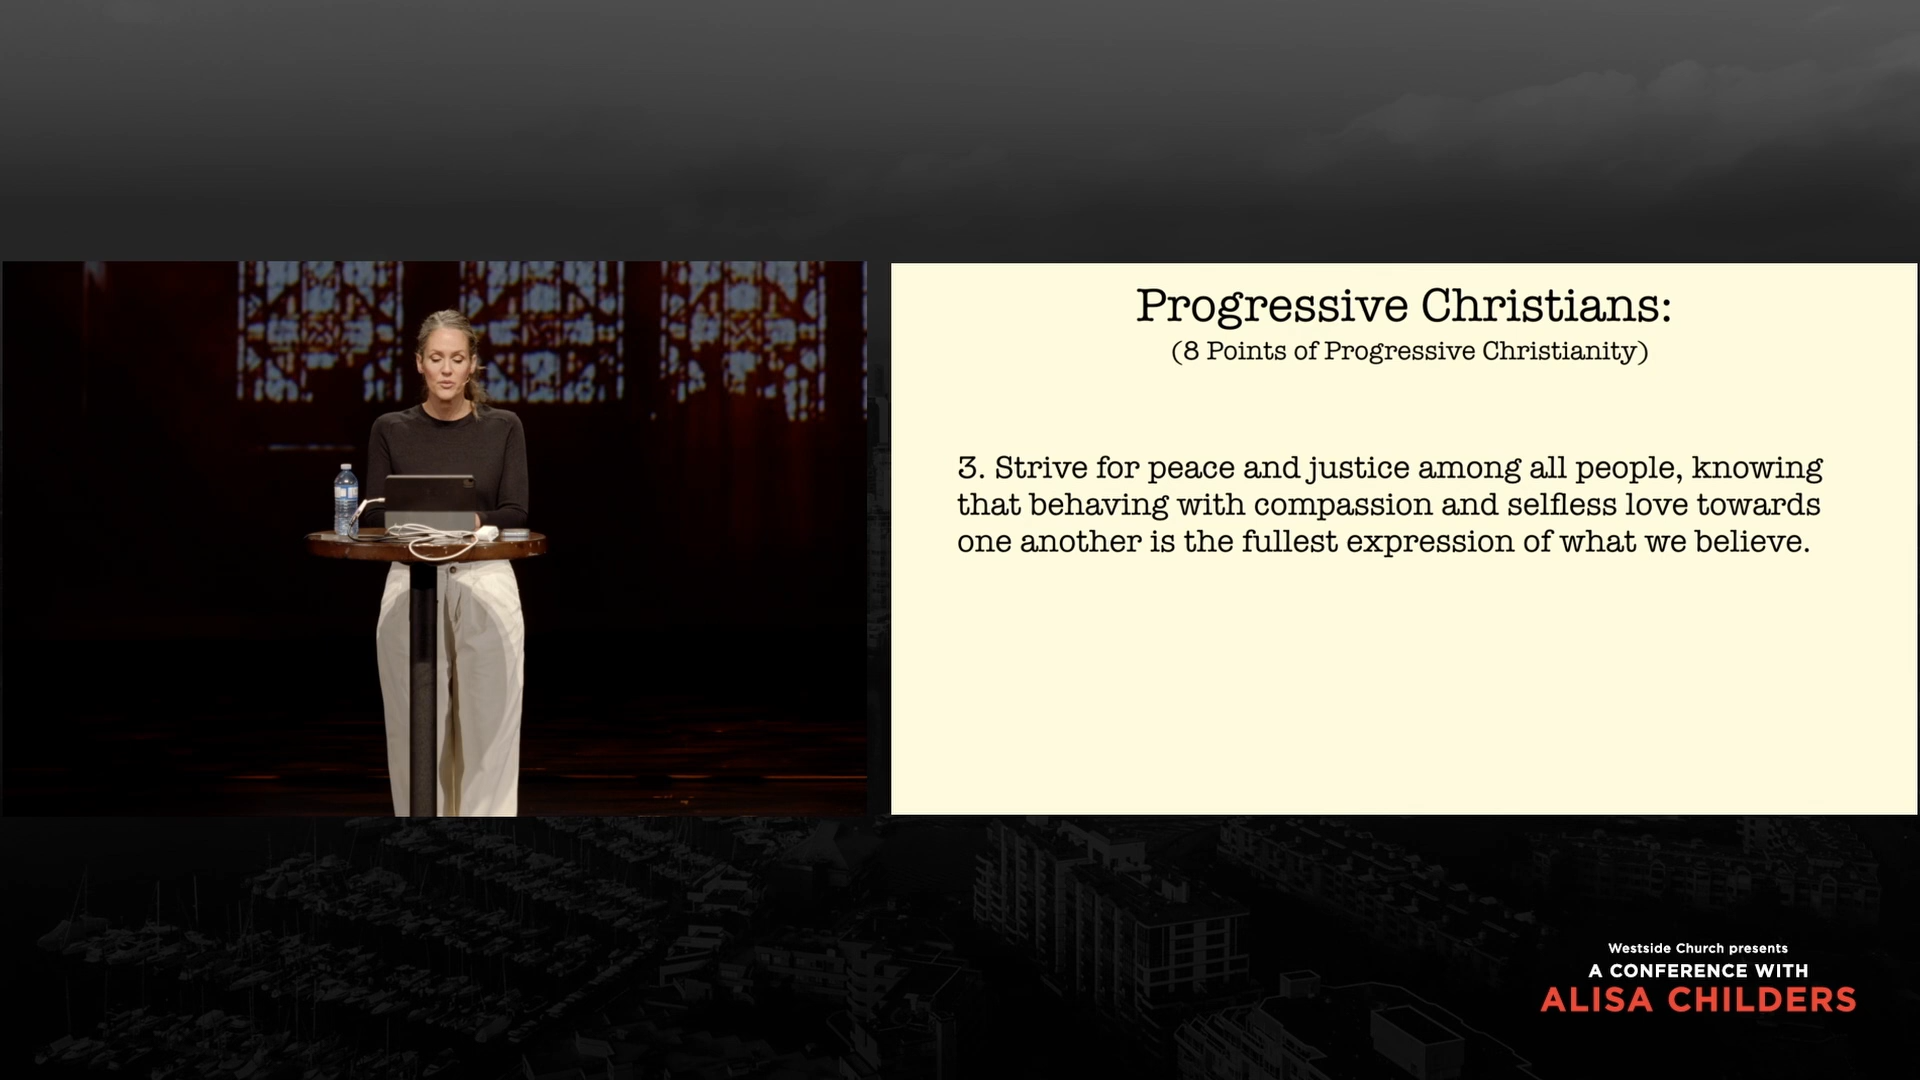 Progressive Christians:
(8 Points of Progressive Christianity)
3. Strive for peace and justice among all people, knowing
that behaving with compassion and selfless love towards
one another is the fullest expression of what we believe.
Westside Church presents
A CONFERENCE WITH
ALISA CHILDERS